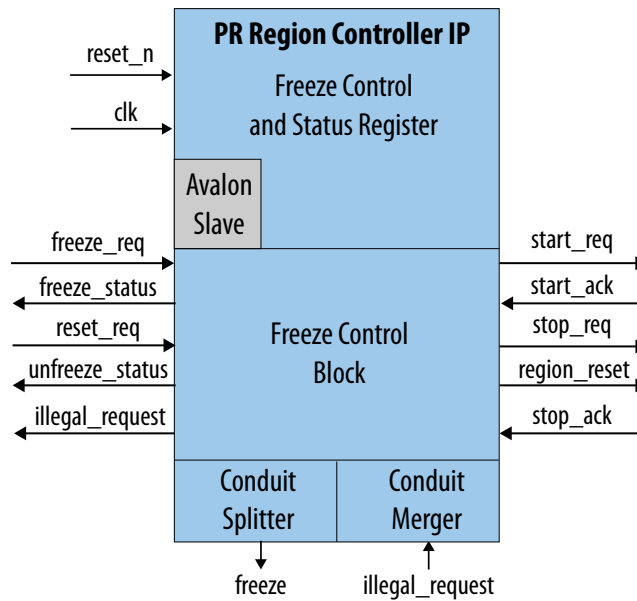 PR Region Controller IP
reset_n
Freeze Control
and Status Register
clk
Avalon
Slave
freeze_req
start_req
freeze_status
start_ack
reset_req
Freeze Control
Block
stop_req
unfreeze_status
region_reset
illegal_request
stop_ack
Conduit
Splitter
Conduit
Merger
freeze
illegal_request